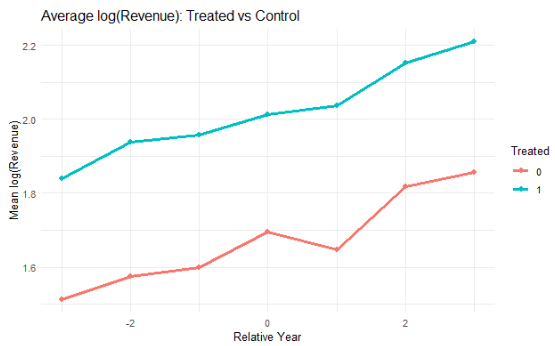 Average log(Revenue): Treated vs Control
Mean log(Revenue)
2.2
2.0
1.8
1.6
-2
0
2
Relative Year
Treated
0
1